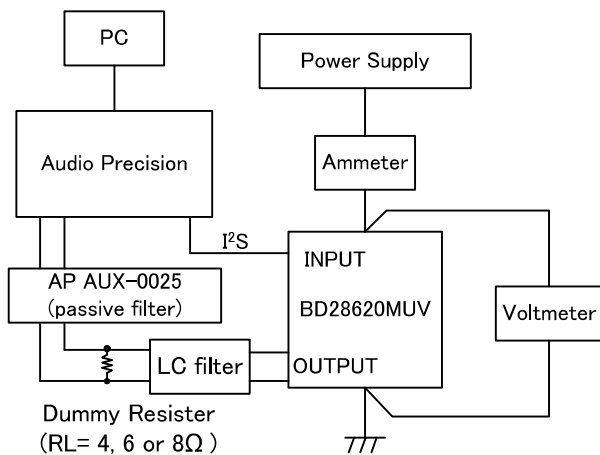 PC
Power Supply
Audio Precision
Ammeter
I²S
INPUT
AP AUX-0025
(passive filter)
BD28620MUV
Voltmeter
LC filter
OUTPUT
Dummy Resister
(RL= 4, 6 or 8Ω )